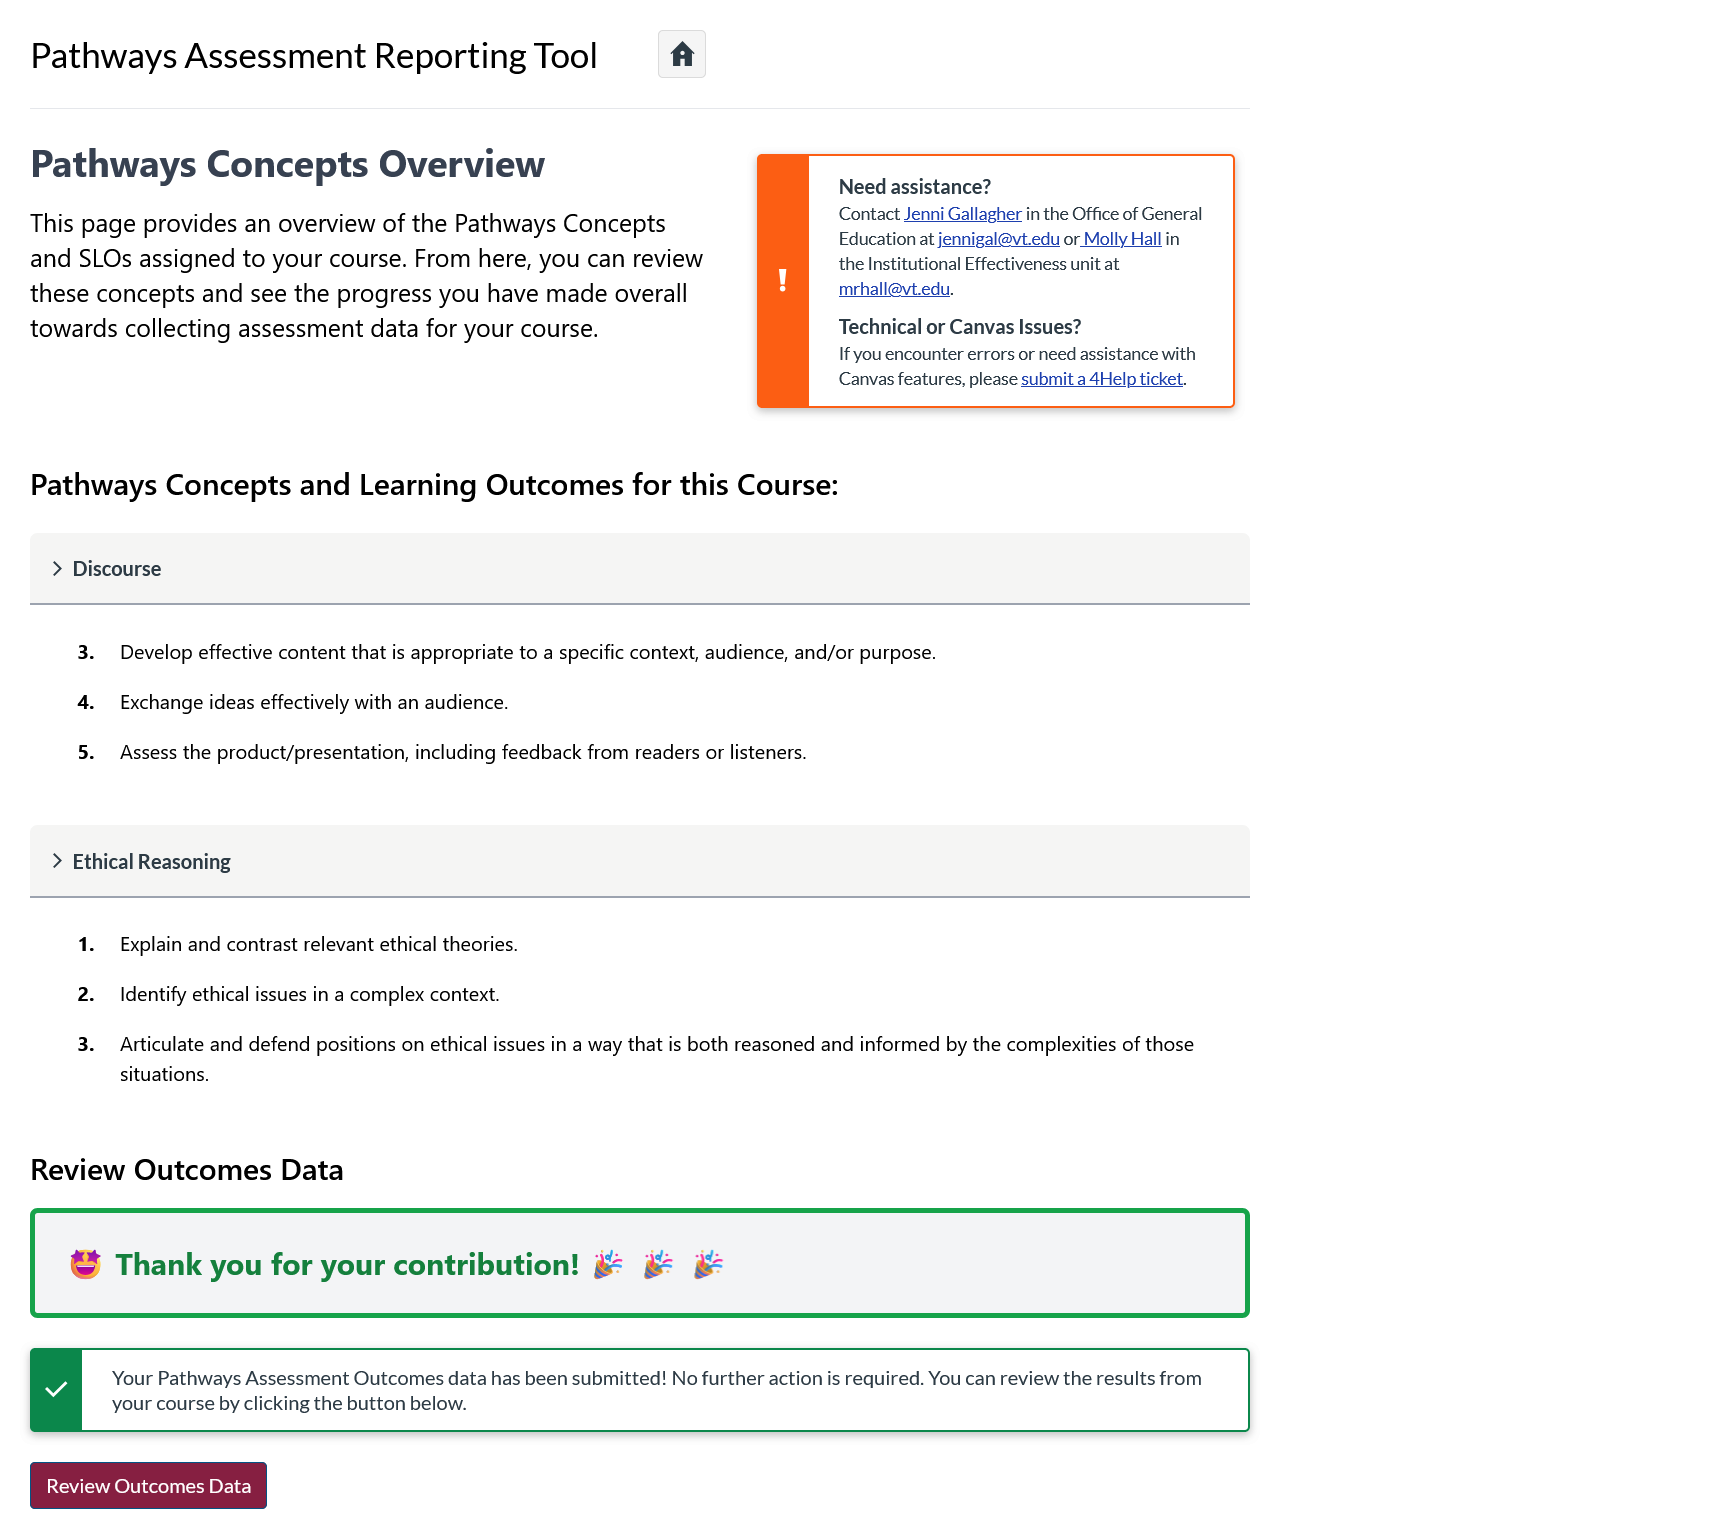 Pathways Assessment Reporting Tool
Pathways Concepts Overview
This page provides an overview of the Pathways Concepts
and SLOs assigned to your course. From here, you can review
these concepts and see the progress you have made overall
towards collecting assessment data for your course.
Need assistance?
Contact Jenni Gallagher in the Office of General
Education at jennigal@vt.edu or Molly Hall in
the Institutional Effectiveness unit at
mrhall@vt.edu.
Technical or Canvas Issues?
If you encounter errors or need assistance with
Canvas features, please submit a 4Help ticket.
Pathways Concepts and Learning Outcomes for this Course:
Discourse
3. Develop effective content that is appropriate to a specific context, audience, and/or purpose.
4. Exchange ideas effectively with an audience.
5. Assess the product/presentation, including feedback from readers or listeners.
Ethical Reasoning
1. Explain and contrast relevant ethical theories.
2. Identify ethical issues in a complex context.
3. Articulate and defend positions on ethical issues in a way that is both reasoned and informed by the complexities of those
situations.
Review Outcomes Data
🤩 Thank you for your contribution! 🎉 🎉 🎉
Your Pathways Assessment Outcomes data has been submitted! No further action is required. You can review the results from
your course by clicking the button below.
Review Outcomes Data